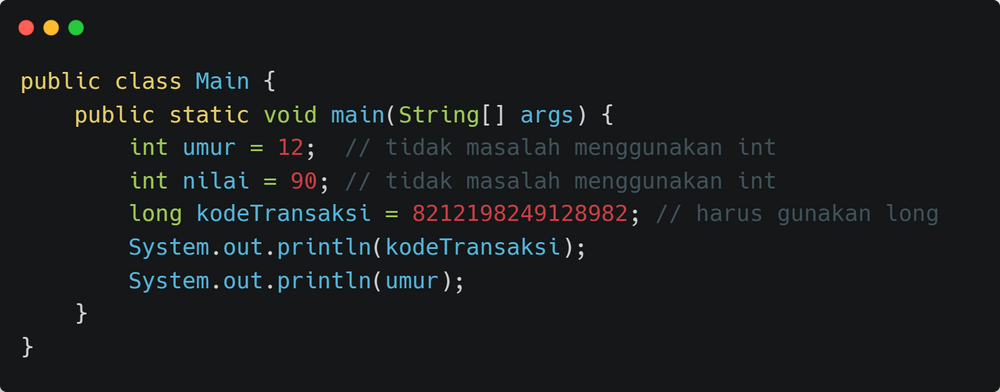 public class Main {
    public static void main(String[] args) {
        int umur = 12;  // tidak masalah menggunakan int
        int nilai = 90; // tidak masalah menggunakan int
        long kodeTransaksi = 8212198249128982; // harus gunakan long
        System.out.println(kodeTransaksi);
        System.out.println(umur);
    }
}